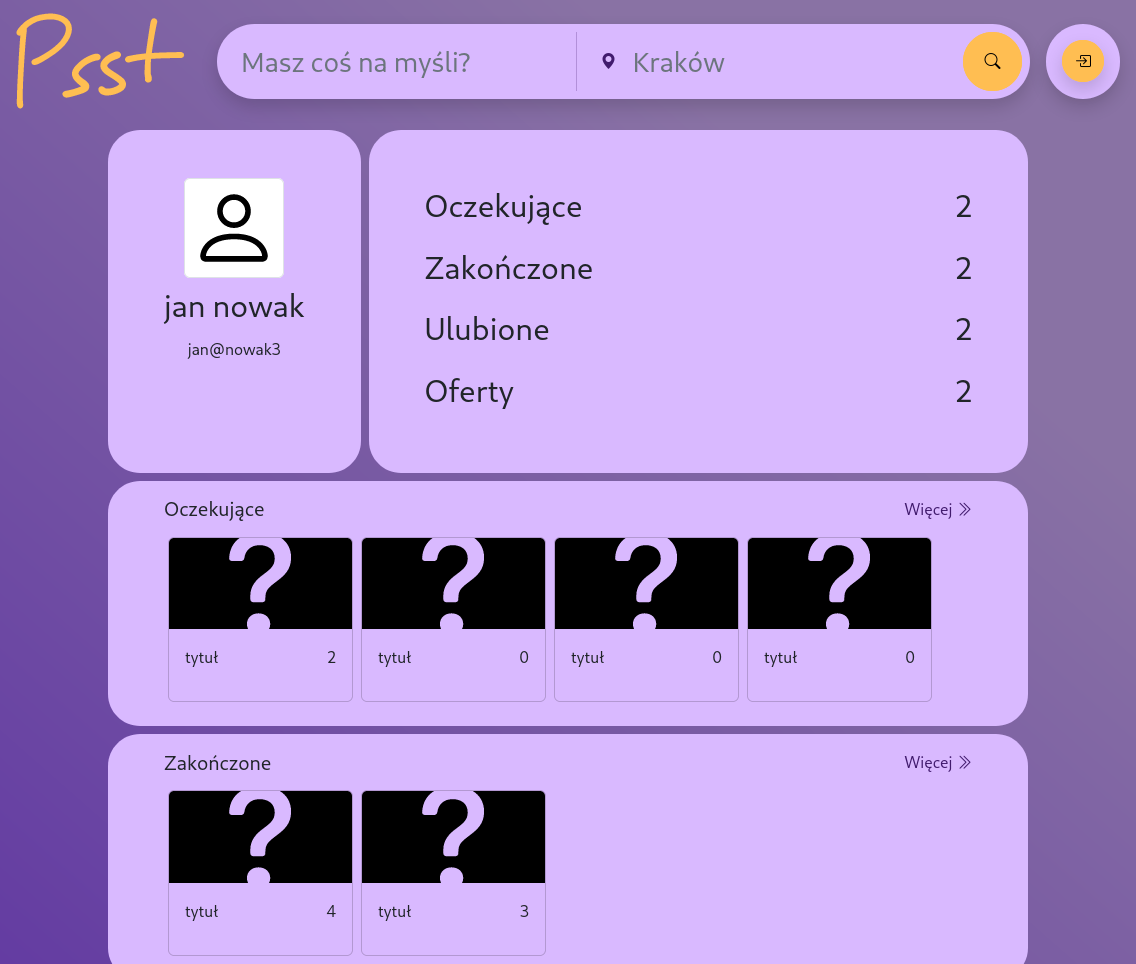 Psst
Masz coś na myśli?
Kraków
jan nowak
jan@nowak3
Oczekujące 2
Zakończone 2
Ulubione 2
Oferty 2
Oczekujące Więcej
? ? ? ?
tytuł 2 tytuł 0 tytuł 0 tytuł 0
Zakończone Więcej
? ?
tytuł 4 tytuł 3